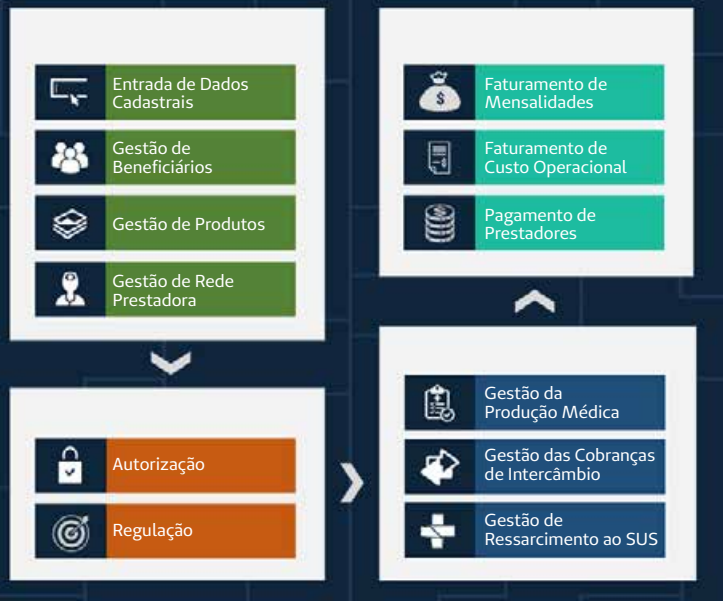 Entrada de Dados
Cadastrais
Gestão de
Beneficiários
Gestão de Produtos
Gestão de Rede
Prestadora
Autorização
Regulação
Gestão da
Produção Médica
Gestão das Cobranças
de Intercâmbio
Gestão de
Ressarcimento ao SUS
Faturamento de
Mensalidades
Faturamento de
Custo Operacional
Pagamento de
Prestadores